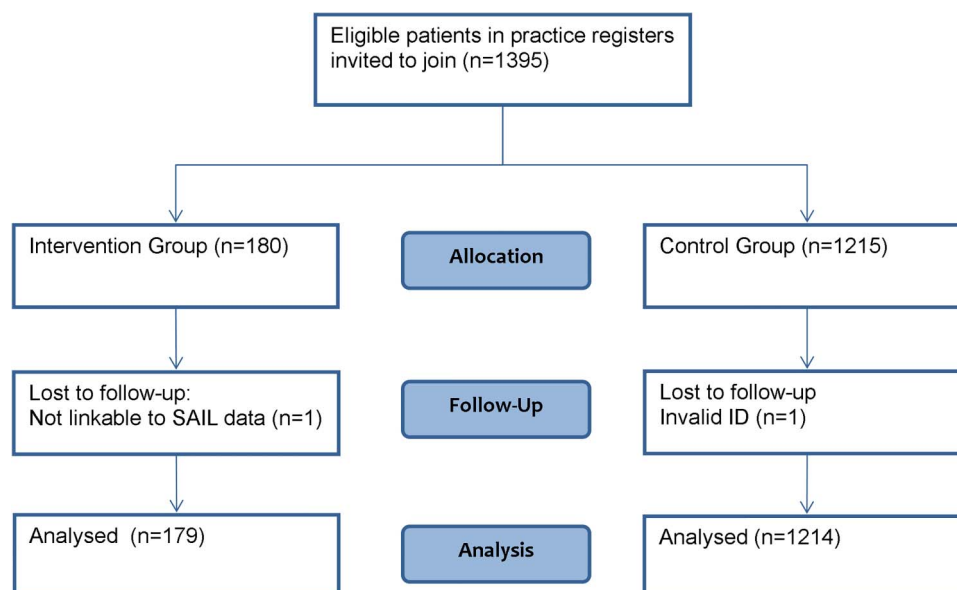 Eligible patients in practice registers
invited to join (n=1395)
Intervention Group (n=180)
Allocation
Control Group (n=1215)
Lost to follow-up:
Not linkable to SAIL data (n=1)
Follow-Up
Lost to follow-up
Invalid ID (n=1)
Analysed (n=179)
Analysis
Analysed (n=1214)